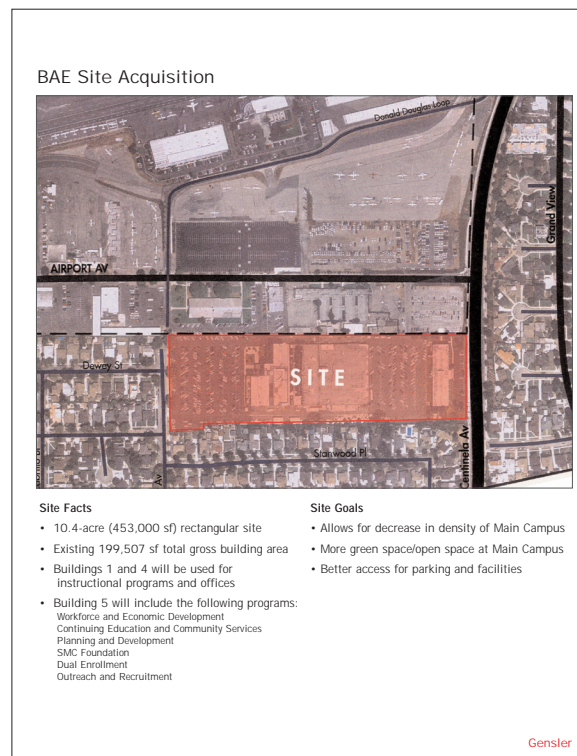 BAE Site Acquisition
Donald Douglas Loop
Grand View
AIRPORT AV
Dewey St
SITE
Stanwood Pl
Centinela Av
Av
Site Facts
• 10.4-acre (453,000 sf) rectangular site
• Existing 199,507 sf total gross building area
• Buildings 1 and 4 will be used for
instructional programs and offices
• Building 5 will include the following programs:
Workforce and Economic Development
Continuing Education and Community Services
Planning and Development
SMC Foundation
Dual Enrollment
Outreach and Recruitment
Site Goals
• Allows for decrease in density of Main Campus
• More green space/open space at Main Campus
• Better access for parking and facilities
Gensler